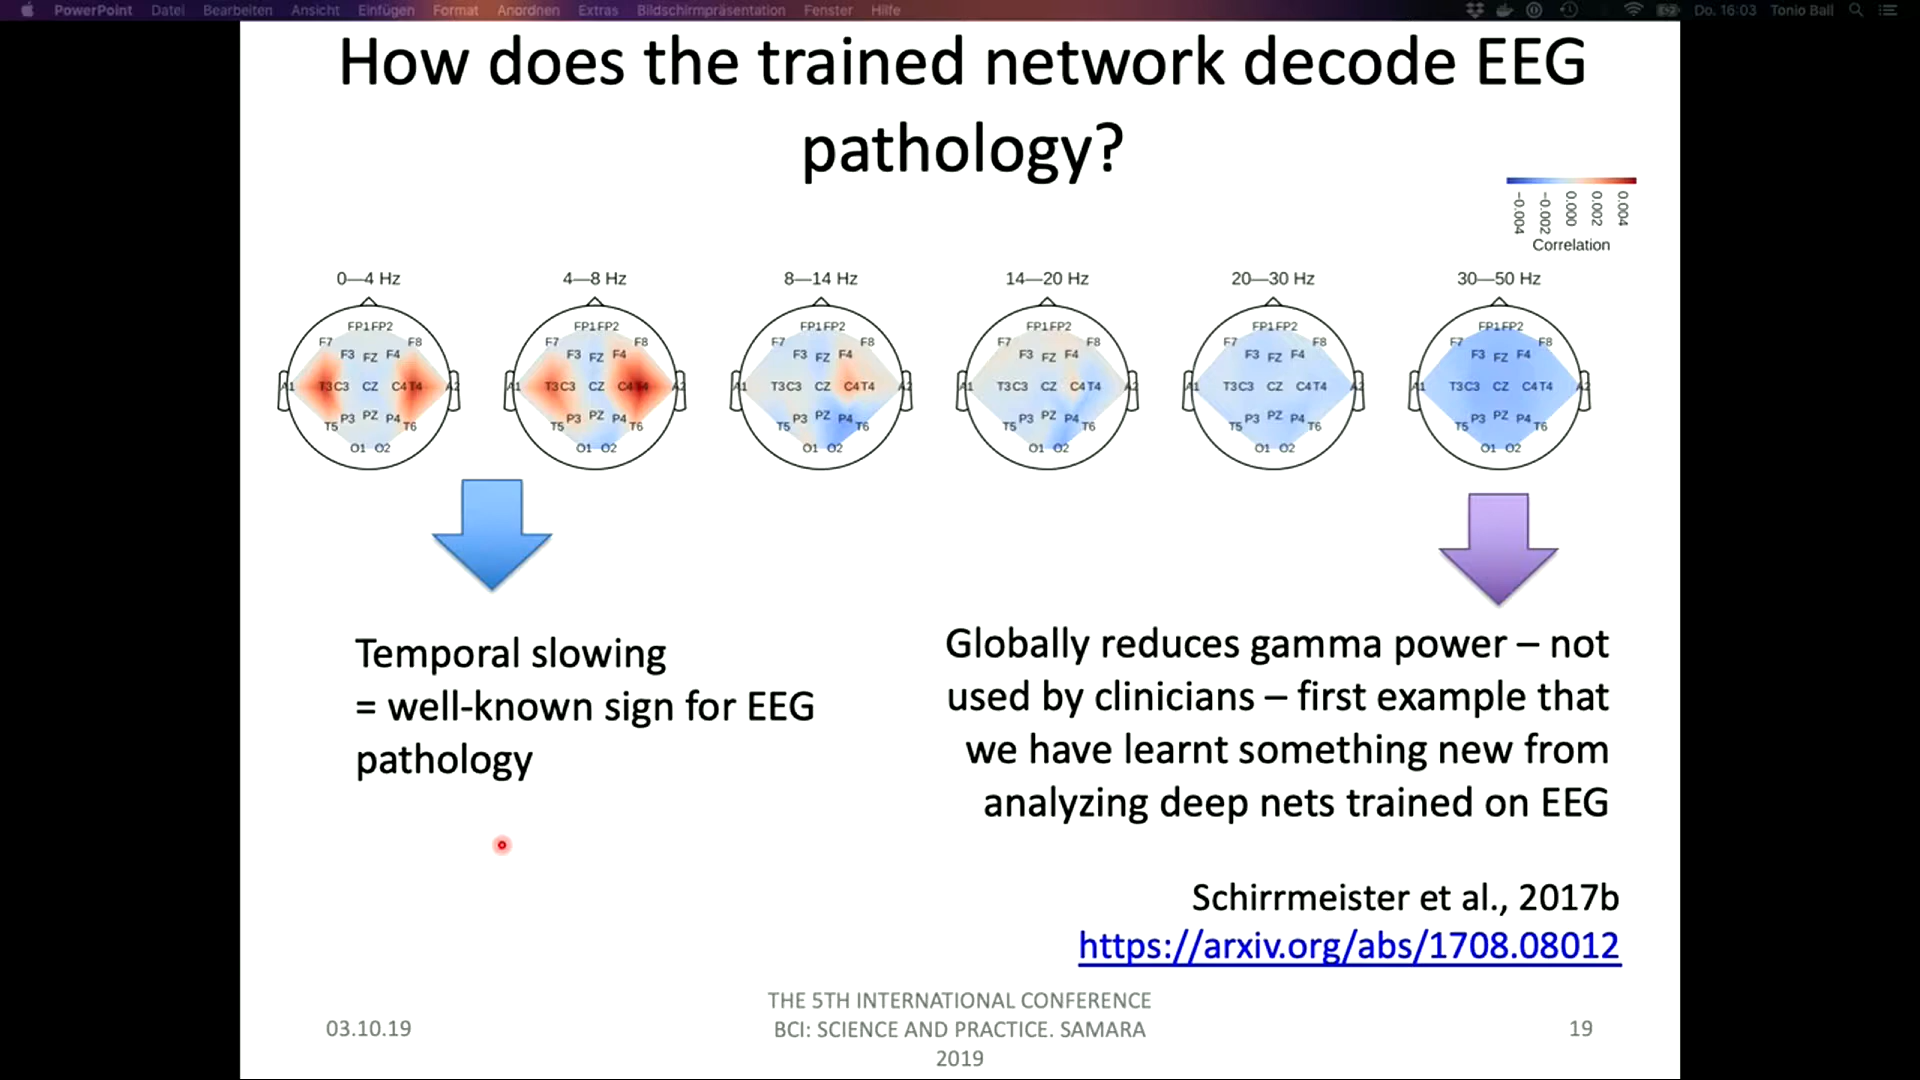 PowerPoint Datei Bearbeiten Ansicht Einfügen Format Anordnen Extras Bildschirmpräsentation Fenster Hilfe Do. 16:03 Tonio Ball
How does the trained network decode EEG
pathology?
-0.004 -0.002 0.000 0.002 0.004
Correlation
0—4 Hz 4—8 Hz 8—14 Hz 14—20 Hz 20—30 Hz 30—50 Hz
FP1 FP2 FP1 FP2 FP1 FP2 FP1 FP2 FP1 FP2 FP1 FP2
F7 F8 F7 F8 F7 F8 F7 F8 F7 F8 F7 F8
F3 FZ F4 F3 FZ F4 F3 FZ F4 F3 FZ F4 F3 FZ F4 F3 FZ F4
A1 T3 C3 CZ C4 T4 A2 A1 T3 C3 CZ C4 T4 A2 A1 T3 C3 CZ C4 T4 A2 A1 T3 C3 CZ C4 T4 A2 A1 T3 C3 CZ C4 T4 A2 A1 T3 C3 CZ C4 T4 A2
P3 PZ P4 P3 PZ P4 P3 PZ P4 P3 PZ P4 P3 PZ P4 P3 PZ P4
T5 T6 T5 T6 T5 T6 T5 T6 T5 T6 T5 T6
O1 O2 O1 O2 O1 O2 O1 O2 O1 O2 O1 O2
Temporal slowing
= well-known sign for EEG
pathology
Globally reduces gamma power – not
used by clinicians – first example that
we have learnt something new from
analyzing deep nets trained on EEG
Schirrmeister et al., 2017b
https://arxiv.org/abs/1708.08012
03.10.19
THE 5TH INTERNATIONAL CONFERENCE
BCI: SCIENCE AND PRACTICE. SAMARA
2019
19